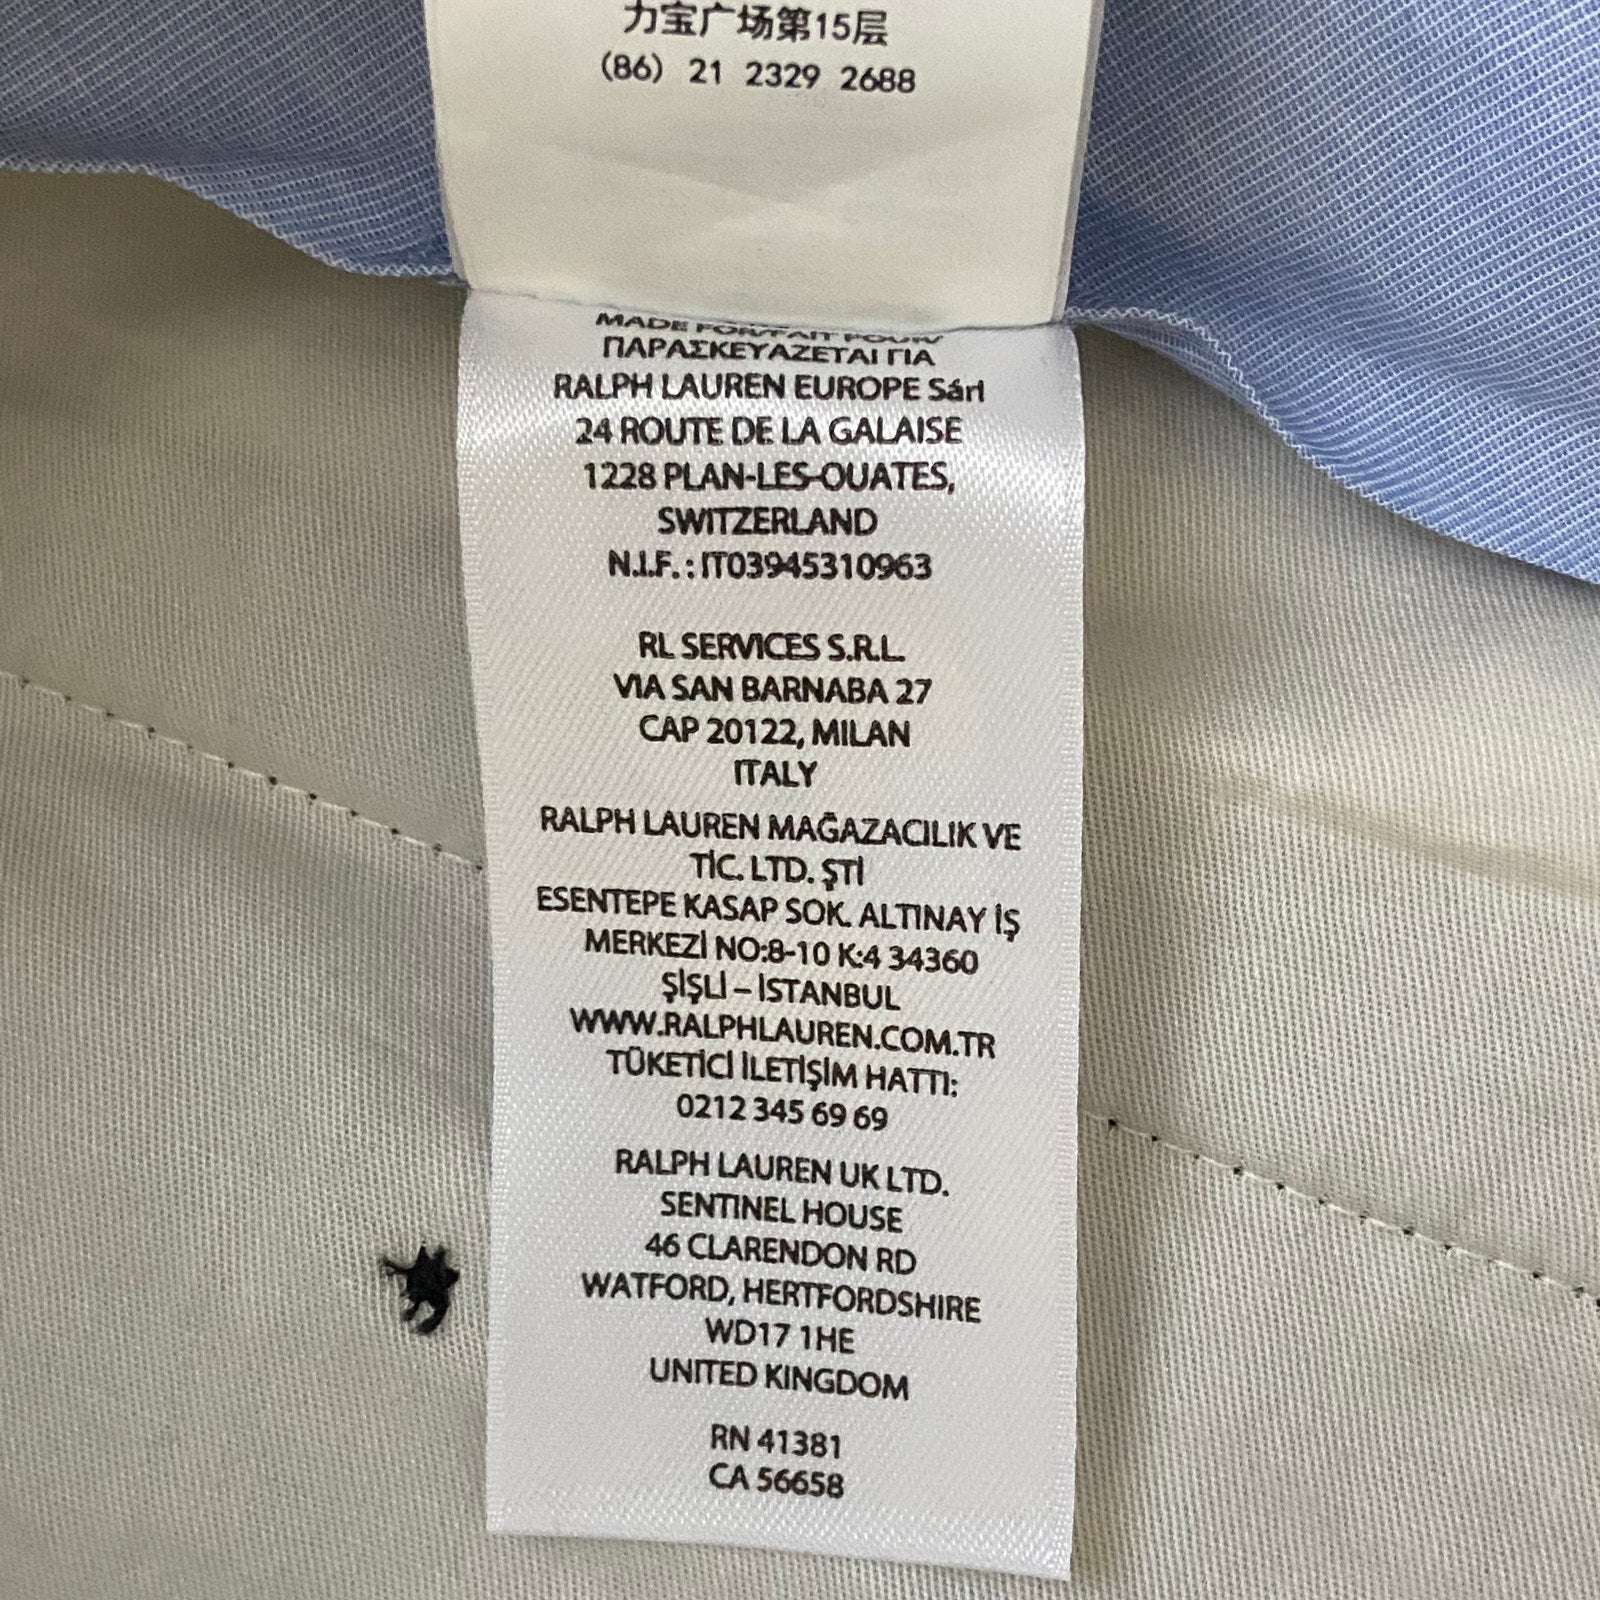 力宝广场第15层
(86) 21 2329 2688
MADE FOR/FAIT POUR/
ΠΑΡΑΣΚΕΥΑΖΕΤΑΙ ΓΙΑ
RALPH LAUREN EUROPE Sárl
24 ROUTE DE LA GALAISE
1228 PLAN-LES-OUATES,
SWITZERLAND
N.I.F. : IT03945310963
RL SERVICES S.R.L.
VIA SAN BARNABA 27
CAP 20122, MILAN
ITALY
RALPH LAUREN MAĞAZACILIK VE
TİC. LTD. ŞTİ
ESENTEPE KASAP SOK. ALTINAY İŞ
MERKEZİ NO:8-10 K:4 34360
ŞİŞLİ – İSTANBUL
WWW.RALPHLAUREN.COM.TR
TÜKETİCİ İLETİŞİM HATTI:
0212 345 69 69
RALPH LAUREN UK LTD.
SENTINEL HOUSE
46 CLARENDON RD
WATFORD, HERTFORDSHIRE
WD17 1HE
UNITED KINGDOM
RN 41381
CA 56658